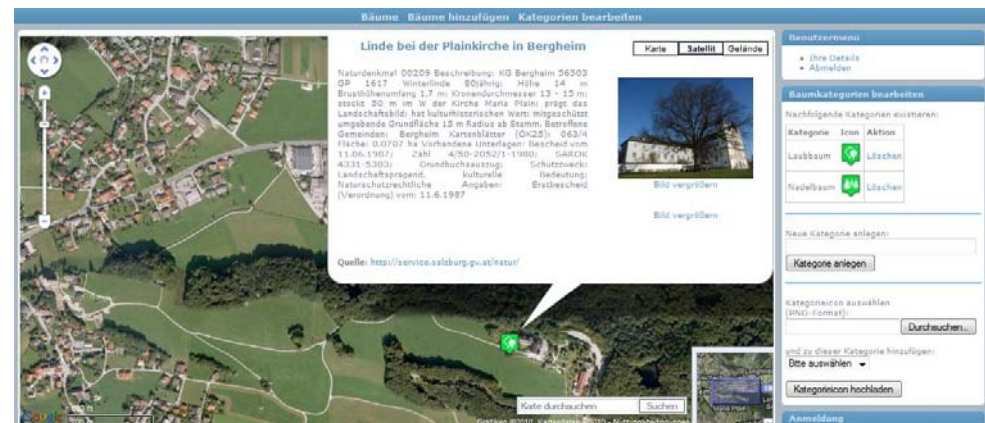 Bäume Bäume hinzufügen Kategorien bearbeiten
Linde bei der Plainkirche in Bergheim
Karte Satellit Gelände
Naturdenkmal 00209 Beschreibung: KG Bergheim 56503
GP 1617 Winterlinde 80jährig: Höhe 14 m
Brusthöhenumfang 1,7 m: Kronendurchmesser 13 - 15 m:
stockt 50 m im W der Kirche Maria Plain: prägt das
Landschaftsbild: hat kulturhistorischen Wert: mitgeschützt
umgebende Grundfläche 15 m Radius ab Stamm. Betroffene
Gemeinden: Bergheim Kartenblätter (ÖK25): 063/4
Fläche: 0.0707 ha Vorhandene Unterlagen: Bescheid vom
11.06.1987; Zahl 4/50-2052/1-1980; SAROK
4331-5303; Grundbuchsauszug: Schutzzweck:
Landschaftsprägend, kulturelle Bedeutung:
Naturschutzrechtliche Angaben: Erstbescheid
(Verordnung) vom: 11.6.1987
Bild vergrößern
Bild vergrößern
Quelle: http://service.salzburg.gv.at/natur/
Karte durchsuchen Suchen
Benutzermenü
Ihre Details
Abmelden
Baumkategorien bearbeiten
Nachfolgende Kategorien existieren:
Kategorie Icon Aktion
Laubbaum Löschen
Nadelbaum Löschen
Neue Kategorie anlegen:
Kategorie anlegen
Kategorieicon auswählen
(PNG-Format):
Durchsuchen...
und zu dieser Kategorie hinzufügen:
Bitte auswählen
Kategorieicon hochladen
Anmeldung